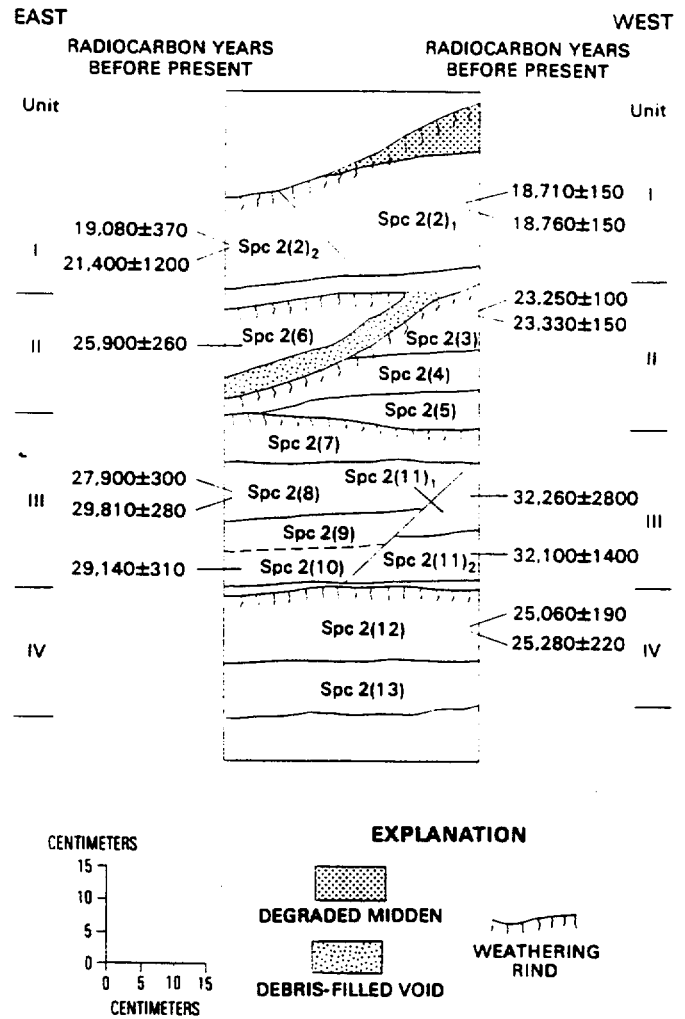 EAST
WEST
RADIOCARBON YEARS
BEFORE PRESENT
RADIOCARBON YEARS
BEFORE PRESENT
Unit
Unit
18,710±150
I
Spc 2(2)₁
18,760±150
19,080±370
I
Spc 2(2)₂
21,400±1200
23.250±100
23.330±150
II
25,900±260
Spc 2(6)
Spc 2(3)
II
Spc 2(4)
Spc 2(5)
Spc 2(7)
27,900±300
Spc 2(8)
Spc 2(11)₁
III
29,810±280
32,260±2800
III
Spc 2(9)
29,140±310
Spc 2(10)
Spc 2(11)₂
32,100±1400
25,060±190
Spc 2(12)
25,280±220
IV
IV
Spc 2(13)
EXPLANATION
CENTIMETERS
15
10
5
0
0 5 10 15
CENTIMETERS
DEGRADED MIDDEN
DEBRIS-FILLED VOID
WEATHERING
RIND